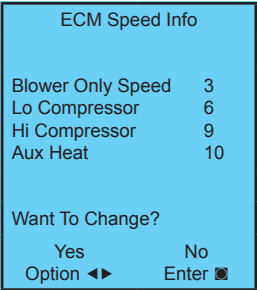 ECM Speed Info
Blower Only Speed 3
Lo Compressor 6
Hi Compressor 9
Aux Heat 10
Want To Change?
Yes No
Option ◄► Enter ◙